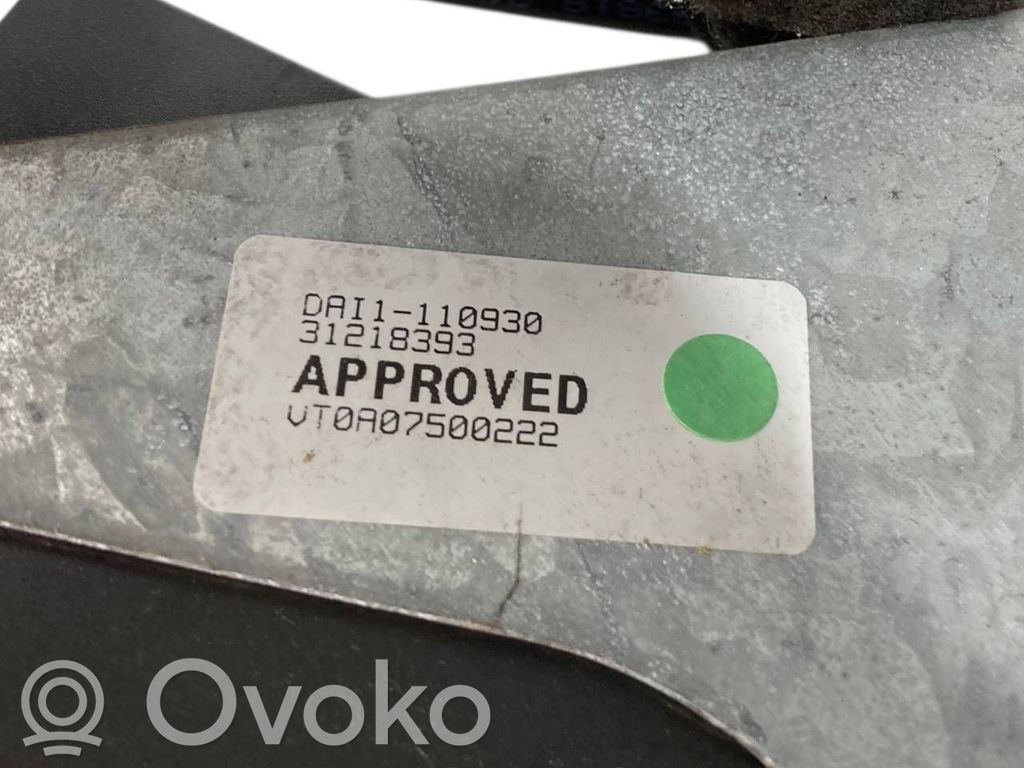 DAI1-110930
31218393
APPROVED
VT0A07500222
Ovoko